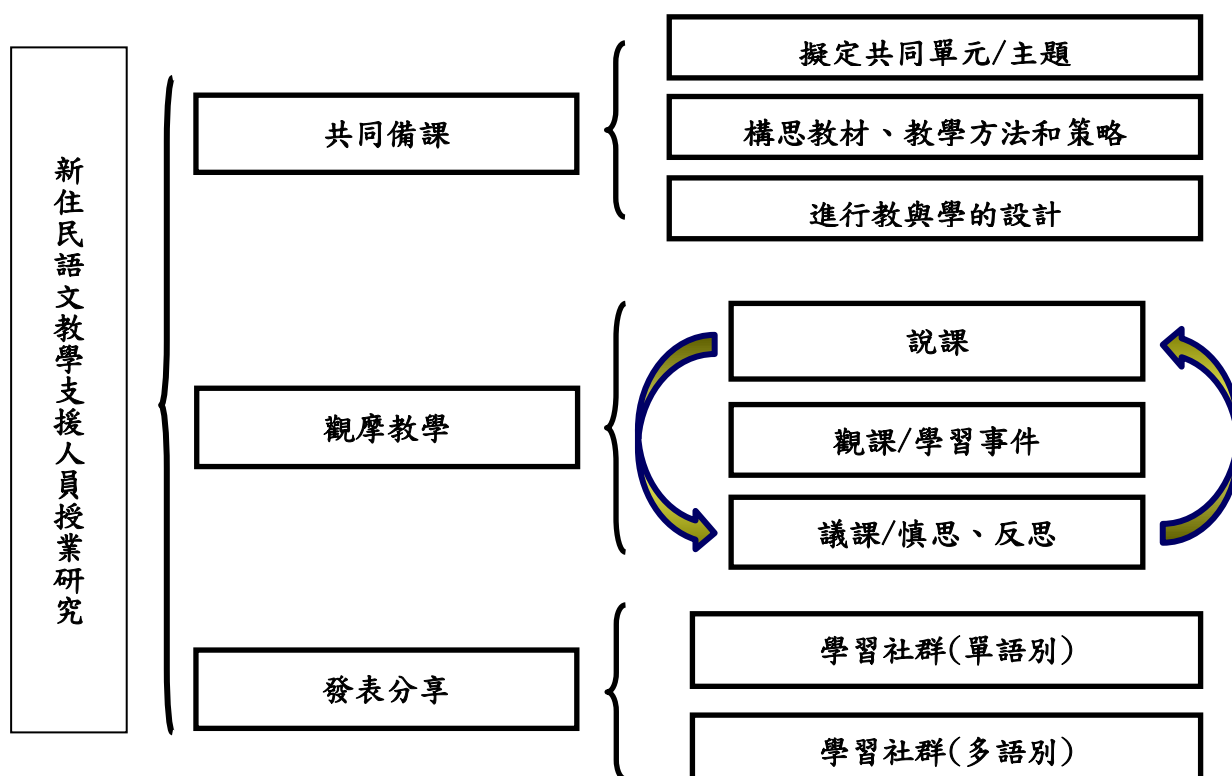 新住民語文教學支援人員授業研究
共同備課
擬定共同單元/主題
構思教材、教學方法和策略
進行教與學的設計
觀摩教學
說課
觀課/學習事件
議課/慎思、反思
發表分享
學習社群(單語別)
學習社群(多語別)